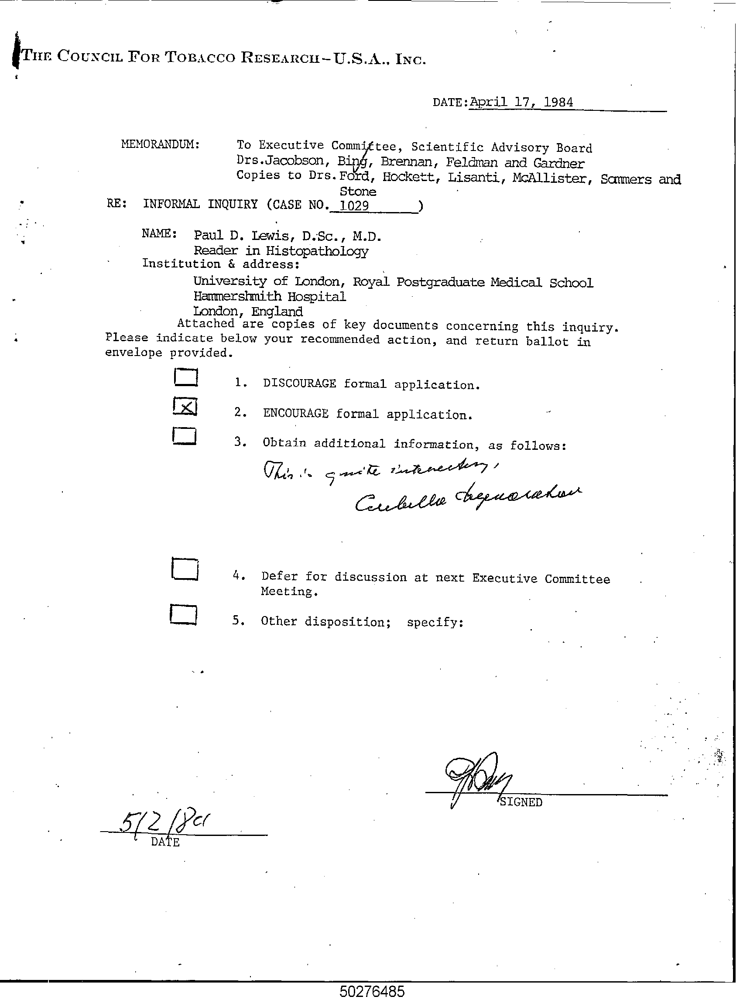 THE COUNCIL FOR TOBACCO RESEARCH-U.S.A., INC.
DATE: April 17, 1984
MEMORANDUM: To Executive Committee, Scientific Advisory Board
Drs. Jacobson, Bing, Brennan, Feldman and Gardner
Copies to Drs. Ford, Hockett, Lisanti, McAllister, Sommers and
Stone
RE: INFORMAL INQUIRY (CASE NO. 1029 )
NAME: Paul D. Lewis, D.Sc., M.D.
Reader in Histopathology
Institution & address:
University of London, Royal Postgraduate Medical School
Hammershmith Hospital
London, England
Attached are copies of key documents concerning this inquiry.
Please indicate below your recommended action, and return ballot in
envelope provided.
1. DISCOURAGE formal application.
X 2. ENCOURAGE formal application.
3. Obtain additional information, as follows:
This is quite interesting,
4. Defer for discussion at next Executive Committee
Meeting.
5. Other disposition; specify:
SIGNED
5/2/84
DATE
50276485